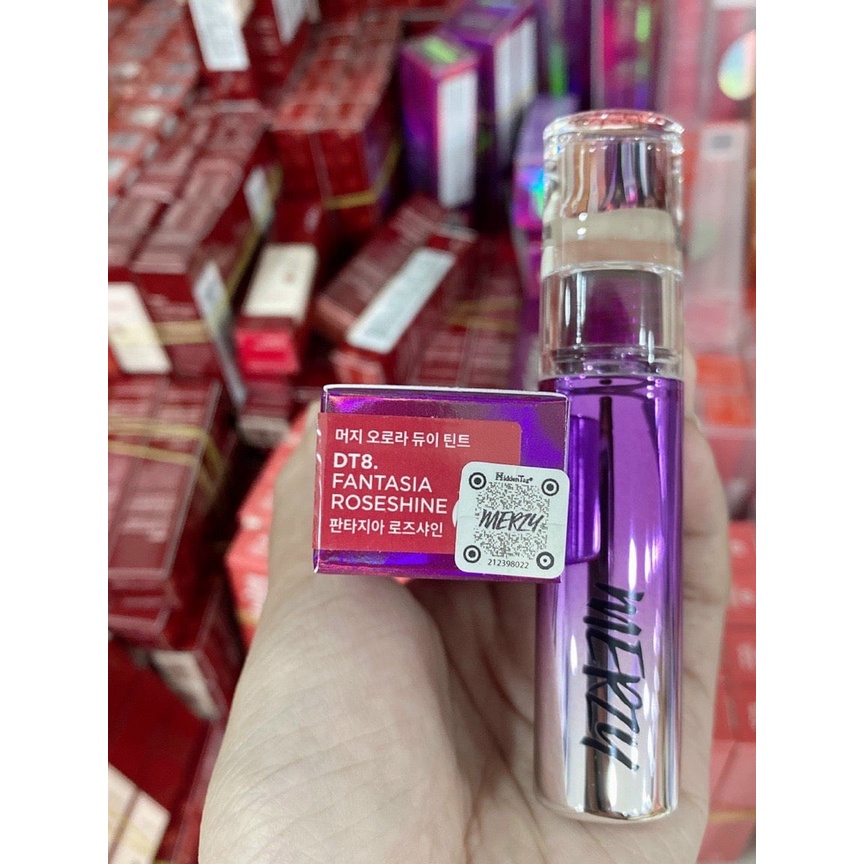 머지 오로라 듀이 틴트
DT8.
FANTASIA
ROSESHINE
판타지아 로즈샤인
HiddenTag
MERZY
212398022
MERZY